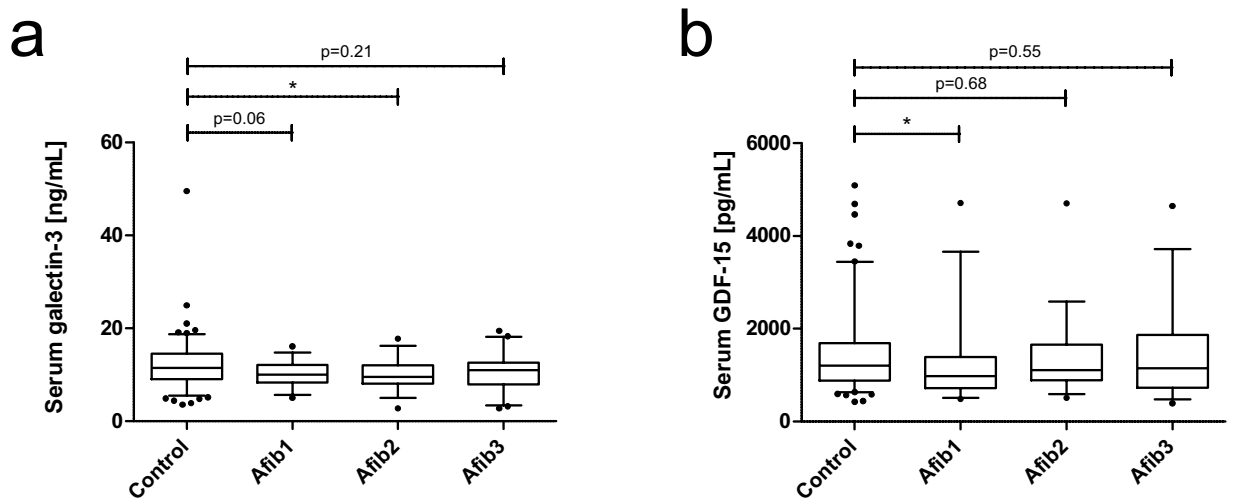 a
p=0.21
*
p=0.06
Serum galectin-3 [ng/mL]
60
40
20
0
Control
Afib1
Afib2
Afib3
b
p=0.55
p=0.68
*
Serum GDF-15 [pg/mL]
6000
4000
2000
0
Control
Afib1
Afib2
Afib3